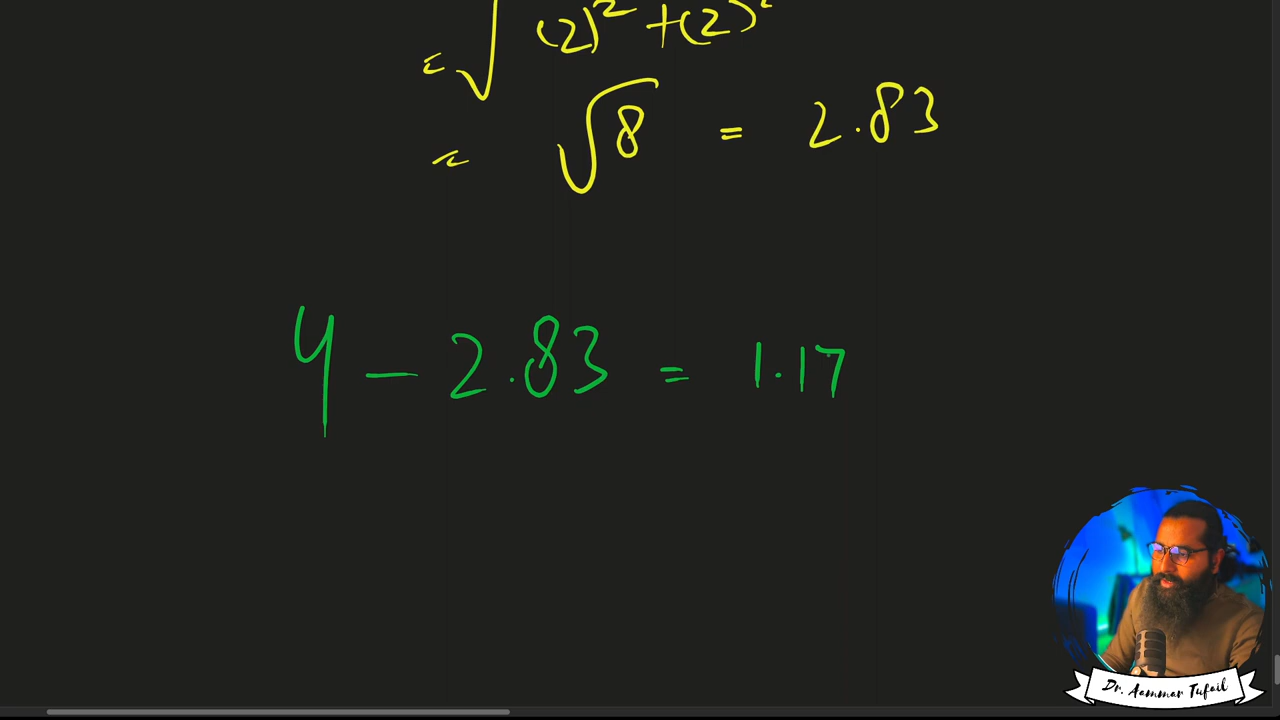 = √ (2)² + (2)²
= √8 = 2.83
4 - 2.83 = 1.17
Dr. Aammar Tufail